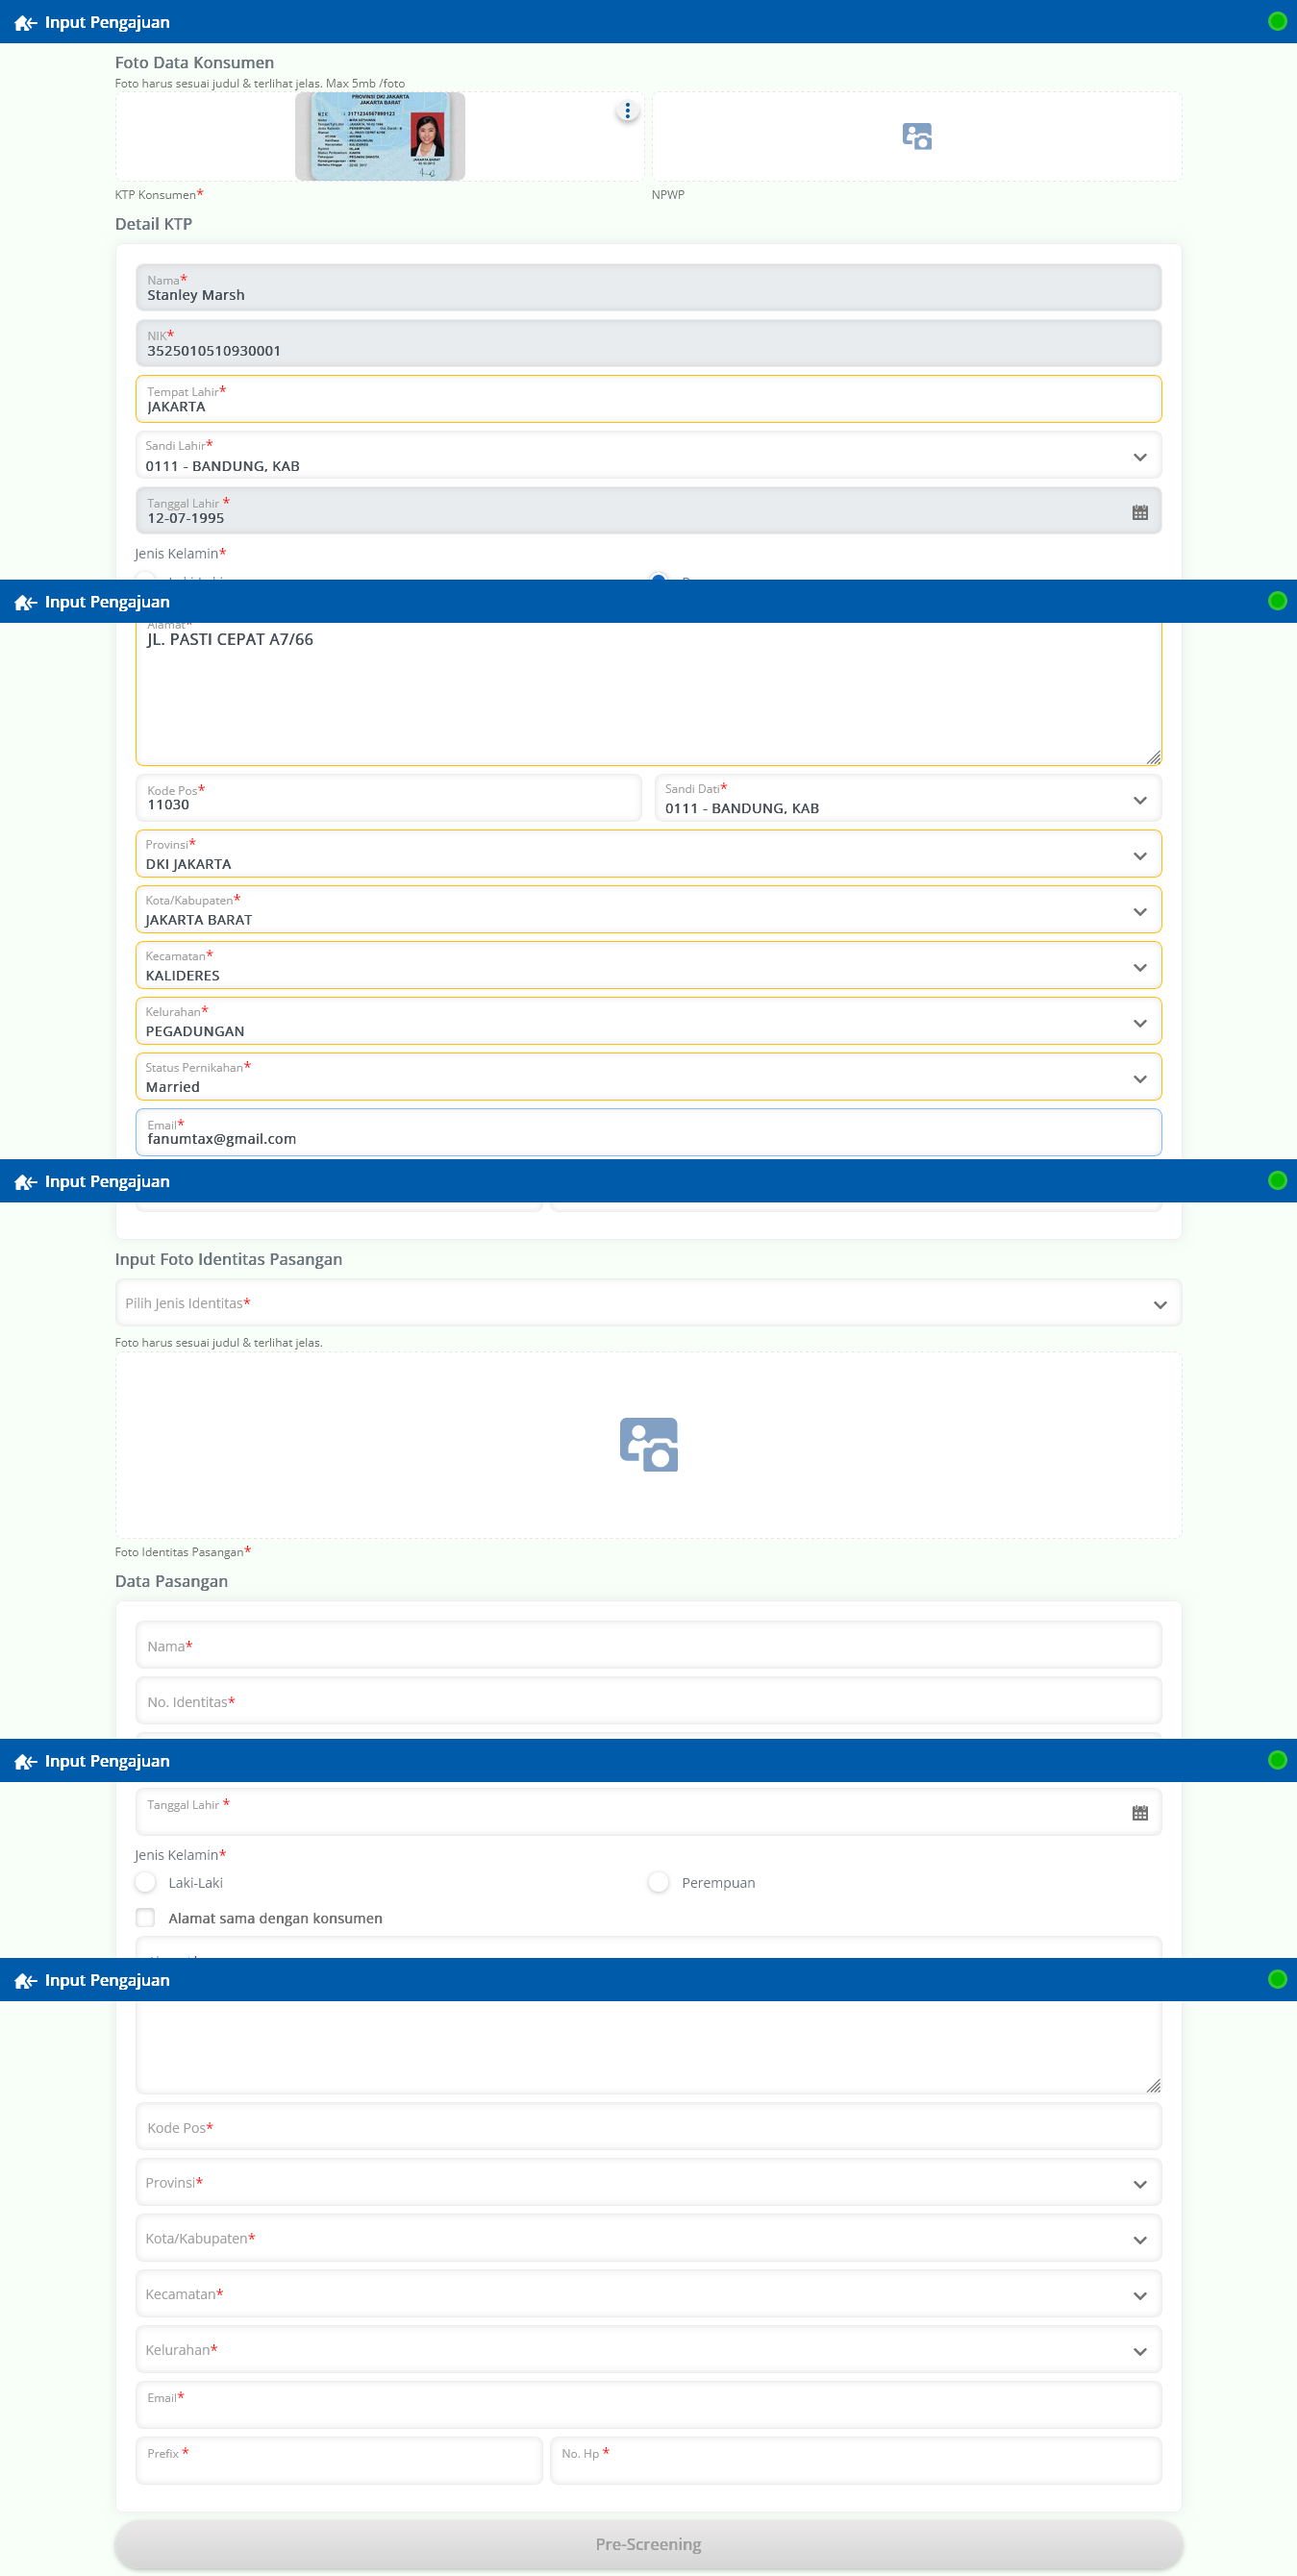 Input Pengajuan
Foto Data Konsumen
Foto harus sesuai judul & terlihat jelas. Max 5mb /foto
PROVINSI DKI JAKARTA
JAKARTA BARAT
NIK
KTP Konsumen*
NPWP
Detail KTP
Nama*
Stanley Marsh
NIK*
3525010510930001
Tempat Lahir*
JAKARTA
Sandi Lahir*
0111 - BANDUNG, KAB
Tanggal Lahir *
12-07-1995
Jenis Kelamin*
Input Pengajuan
Alamat*
JL. PASTI CEPAT A7/66
Kode Pos*
11030
Sandi Dati*
0111 - BANDUNG, KAB
Provinsi*
DKI JAKARTA
Kota/Kabupaten*
JAKARTA BARAT
Kecamatan*
KALIDERES
Kelurahan*
PEGADUNGAN
Status Pernikahan*
Married
Email*
fanumtax@gmail.com
Input Pengajuan
Input Foto Identitas Pasangan
Pilih Jenis Identitas*
Foto harus sesuai judul & terlihat jelas.
Foto Identitas Pasangan*
Data Pasangan
Nama*
No. Identitas*
Input Pengajuan
Tanggal Lahir *
Jenis Kelamin*
Laki-Laki
Perempuan
Alamat sama dengan konsumen
Input Pengajuan
Kode Pos*
Provinsi*
Kota/Kabupaten*
Kecamatan*
Kelurahan*
Email*
Prefix *
No. Hp *
Pre-Screening